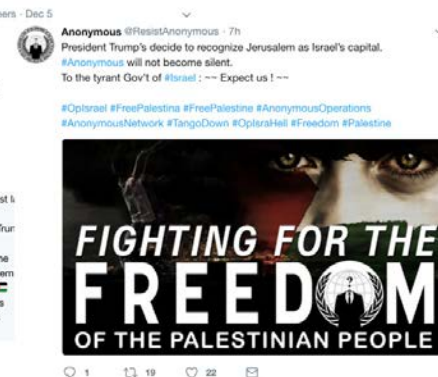 ers · Dec 5
Anonymous @ResistAnonymous · 7h
President Trump's decide to recognize Jerusalem as Israel's capital.
#Anonymous will not become silent.
To the tyrant Gov't of #Israel : ~~ Expect us ! ~~
#OpIsrael #FreePalestina #FreePalestine #AnonymousOperations
#AnonymousNetwork #TangoDown #OpIsraHell #Freedom #Palestine
FIGHTING FOR THE
FREEDOM
OF THE PALESTINIAN PEOPLE
1 19 22